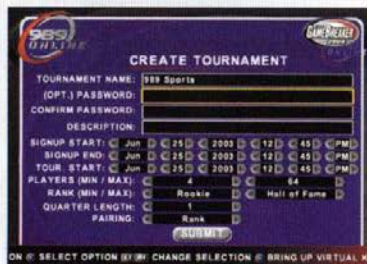 989
ONLINE
GAMEBREAKER
CREATE TOURNAMENT
TOURNAMENT NAME: 989 Sports
(OPT.) PASSWORD:
CONFIRM PASSWORD:
DESCRIPTION:
SIGNUP START: Jun 25 2003 12 45 PM
SIGNUP END: Jun 25 2003 12 45 PM
TOUR. START: Jun 25 2003 12 45 PM
PLAYERS (MIN / MAX): 4 64
RANK (MIN / MAX): Rookie Hall of Fame
QUARTER LENGTH: 1
PAIRING: Rank
SUBMIT
ON SELECT OPTION CHANGE SELECTION BRING UP VIRTUAL K